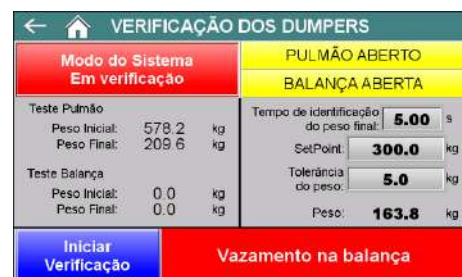 VERIFICAÇÃO DOS DUMPERS
Modo do Sistema
Em verificação
PULMÃO ABERTO
BALANÇA ABERTA
Teste Pulmão
Peso Inicial: 578.2 kg
Peso Final: 209.6 kg
Teste Balança
Peso Inicial: 0.0 kg
Peso Final: 0.0 kg
Tempo de identificação
do peso final: 5.00 s
SetPoint: 300.0 kg
Tolerância
do peso: 5.0 kg
Peso: 163.8 kg
Iniciar
Verificação
Vazamento na balança